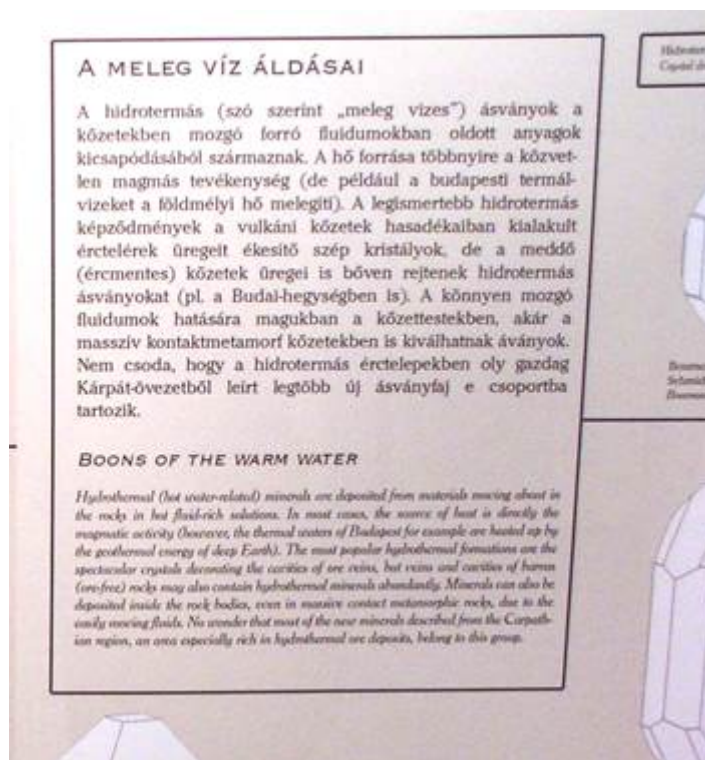 A MELEG VÍZ ÁLDÁSAI
A hidrotermás (szó szerint „meleg vizes”) ásványok a
kőzetekben mozgó forró fluidumokban oldott anyagok
kicsapódásából származnak. A hő forrása többnyire a közvet-
len magmás tevékenység (de például a budapesti termál-
vizeket a földmélyi hő melegíti). A legismertebb hidrotermás
képződmények a vulkáni kőzetek hasadékaiban kialakult
érctelérek üregeit ékesítő szép kristályok, de a meddő
(ércmentes) kőzetek üregei is bőven rejtenek hidrotermás
ásványokat (pl. a Budai-hegységben is). A könnyen mozgó
fluidumok hatására magukban a kőzettestekben, akár a
masszív kontaktmetamorf kőzetekben is kiválhatnak áványok.
Nem csoda, hogy a hidrotermás érctelepekben oly gazdag
Kárpát-övezetből leírt legtöbb új ásványfaj e csoportba
tartozik.
BOONS OF THE WARM WATER
Hydrothermal (hot water-related) minerals are deposited from materials moving about in
the rocks in hot fluid-rich solutions. In most cases, the source of heat is directly the
magmatic activity (however, the thermal waters of Budapest for example are heated up by
the geothermal energy of deep Earth). The most popular hydrothermal formations are the
spectacular crystals decorating the cavities of ore veins, but veins and cavities of barren
(ore-free) rocks may also contain hydrothermal minerals abundantly. Minerals can also be
deposited inside the rock bodies, even in massive contact metamorphic rocks, due to the
easily moving fluids. No wonder that most of the new minerals described from the Carpath-
ian region, an area especially rich in hydrothermal ore deposits, belong to this group.